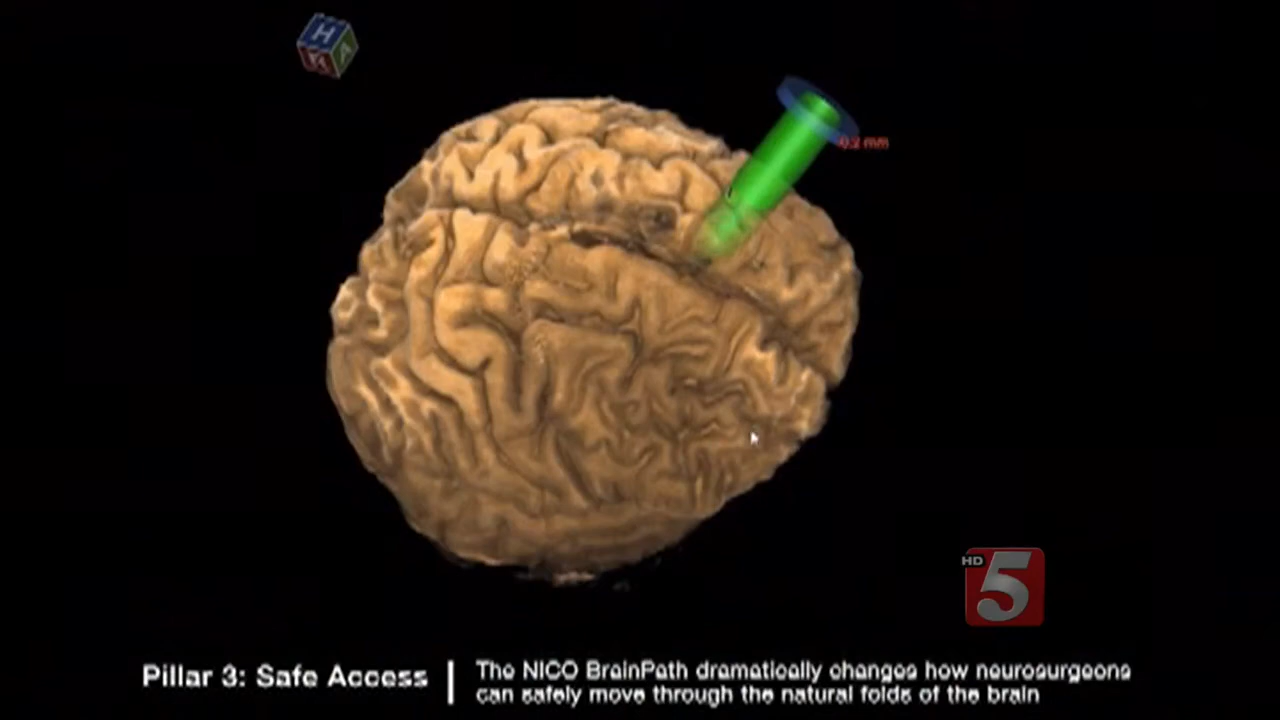 H
A
HD
5
Pillar 3: Safe Access
The NICO BrainPath dramatically changes how neurosurgeons
can safely move through the natural folds of the brain